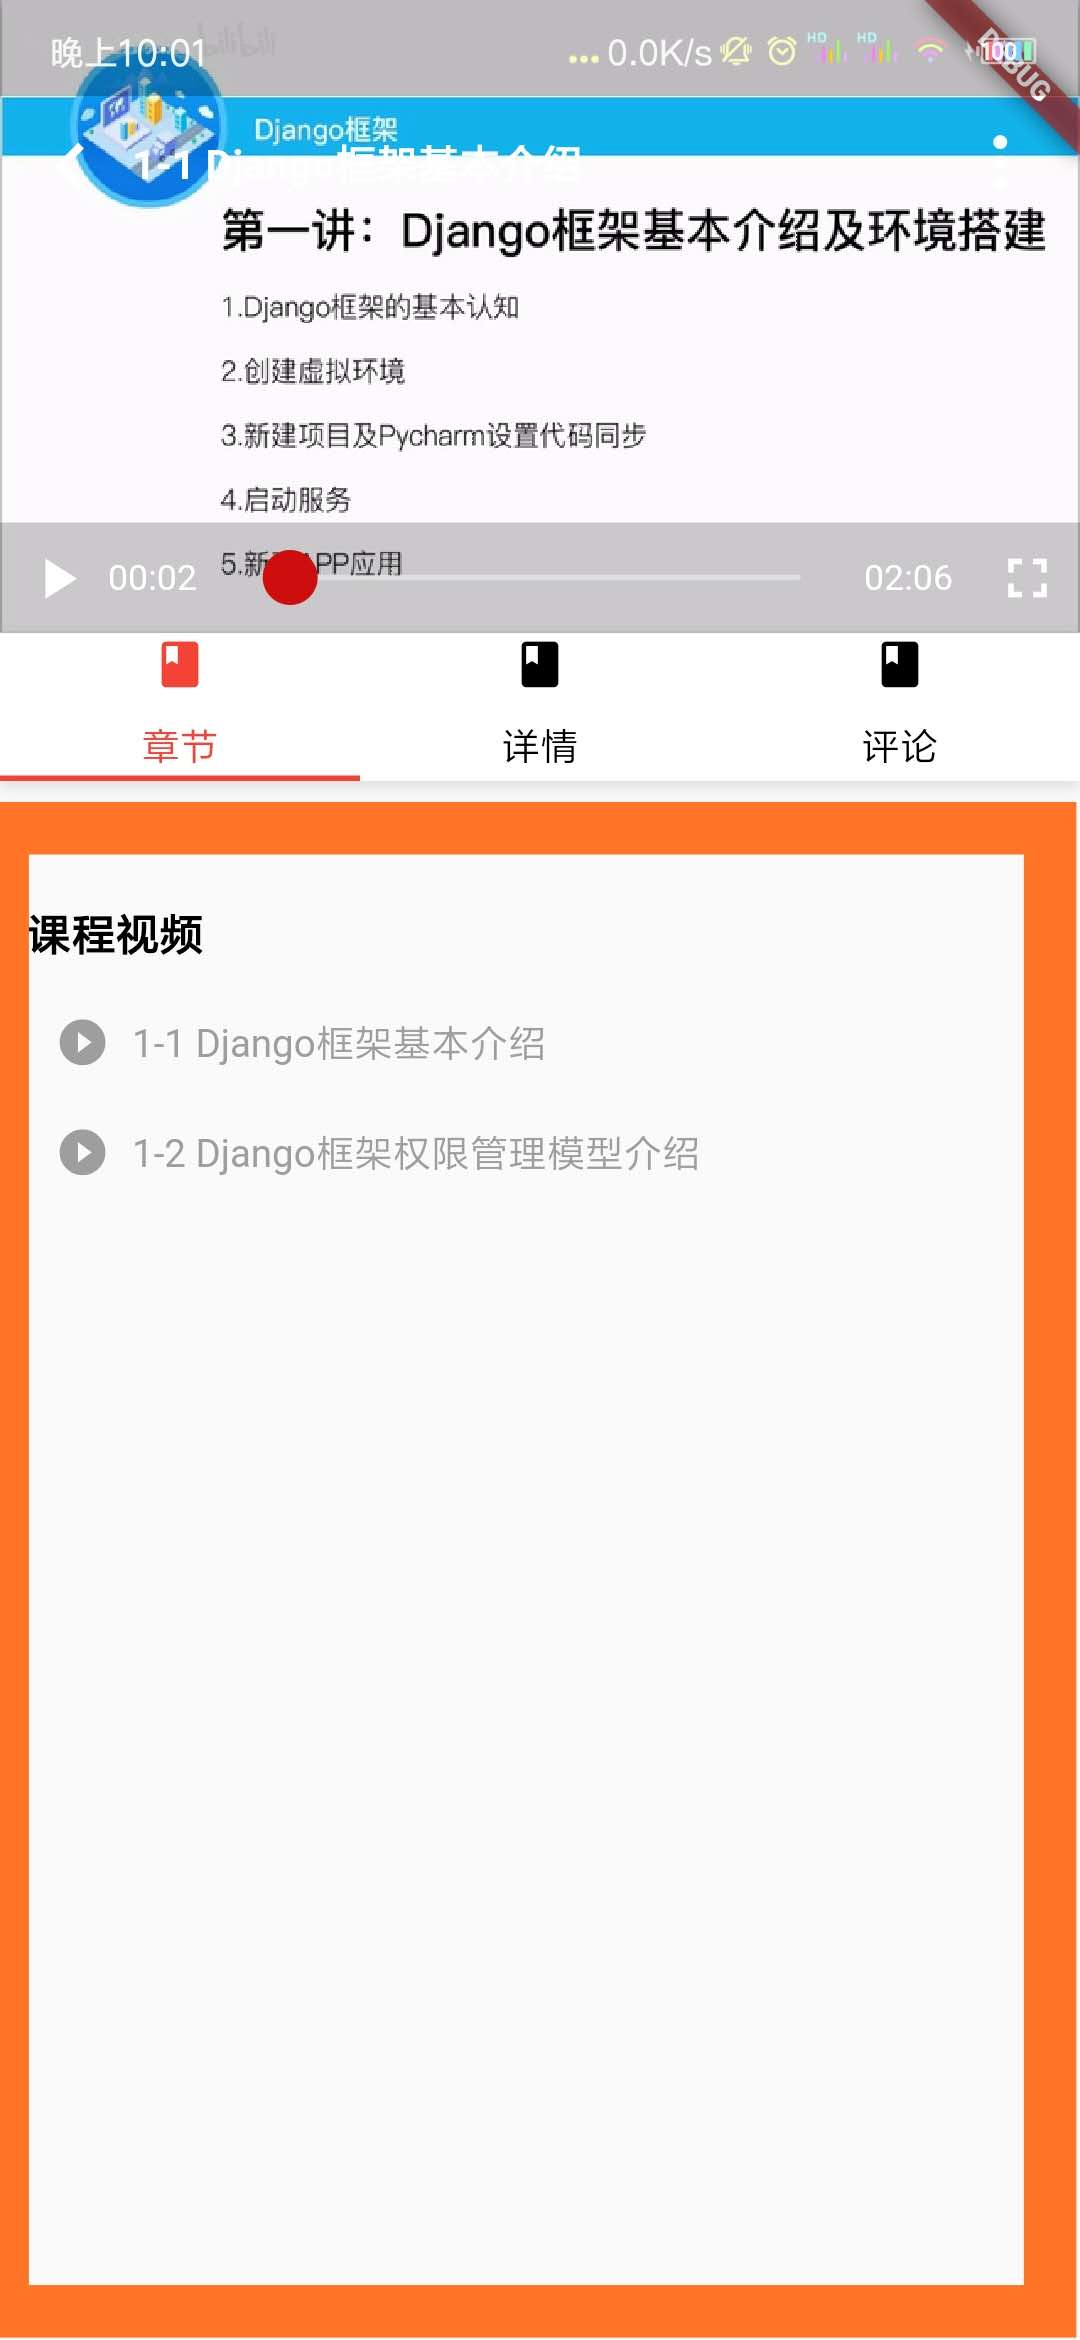 bilibili
晚上10:01
0.0K/s
HD
HD
100
DEBUG
Django框架
1-1 Django框架基本介绍
第一讲：Django框架基本介绍及环境搭建
1.Django框架的基本认知
2.创建虚拟环境
3.新建项目及Pycharm设置代码同步
4.启动服务
5.新建APP应用
00:02
02:06
章节
详情
评论
课程视频
1-1 Django框架基本介绍
1-2 Django框架权限管理模型介绍